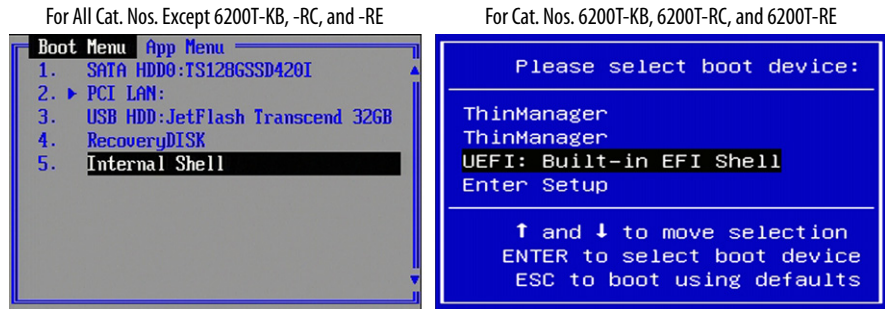 For All Cat. Nos. Except 6200T-KB, -RC, and -RE
Boot Menu App Menu
1. SATA HDD0:TS128GSSD420I
2. ▶ PCI LAN:
3. USB HDD:JetFlash Transcend 32GB
4. RecoveryDISK
5. Internal Shell
For Cat. Nos. 6200T-KB, 6200T-RC, and 6200T-RE
Please select boot device:
ThinManager
ThinManager
UEFI: Built-in EFI Shell
Enter Setup
↑ and ↓ to move selection
ENTER to select boot device
ESC to boot using defaults